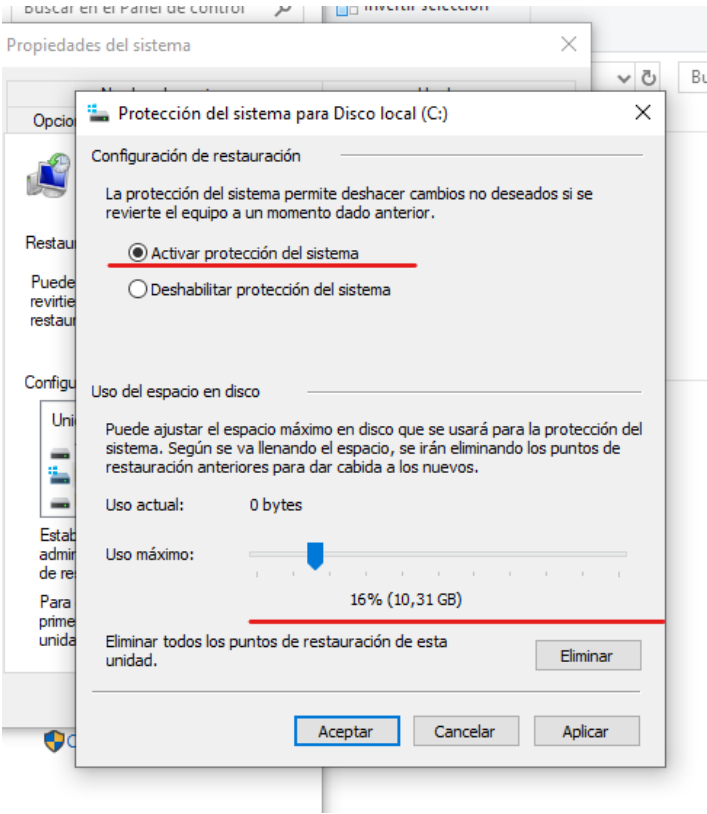 Buscar en el Panel de control
Invertir selección
Propiedades del sistema
Protección del sistema para Disco local (C:)
Configuración de restauración
La protección del sistema permite deshacer cambios no deseados si se
revierte el equipo a un momento dado anterior.
Activar protección del sistema
Deshabilitar protección del sistema
Uso del espacio en disco
Puede ajustar el espacio máximo en disco que se usará para la protección del
sistema. Según se va llenando el espacio, se irán eliminando los puntos de
restauración anteriores para dar cabida a los nuevos.
Uso actual: 0 bytes
Uso máximo:
16% (10,31 GB)
Eliminar todos los puntos de restauración de esta
unidad.
Eliminar
Aceptar Cancelar Aplicar
Opcio
Restau
Puede
revirtie
restaur
Configu
Uni
Estab
admir
de re
Para
prime
unida